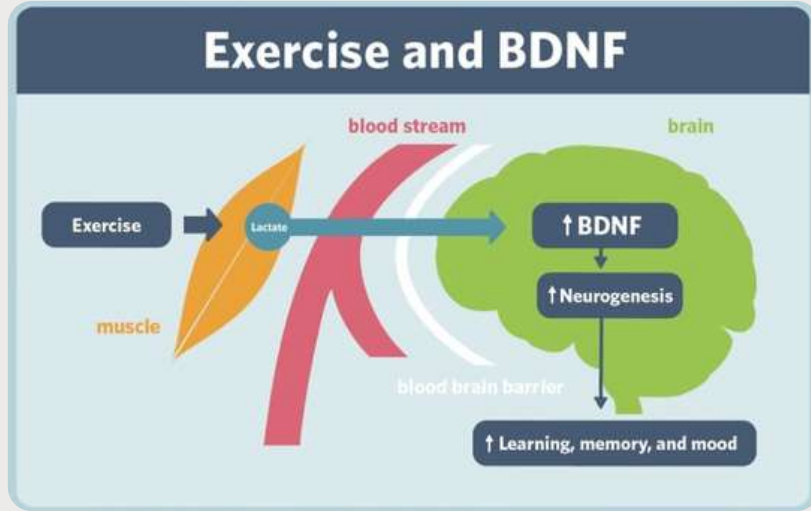 Exercise and BDNF
blood stream
brain
Exercise
Lactate
↑ BDNF
↑ Neurogenesis
muscle
blood brain barrier
↑ Learning, memory, and mood